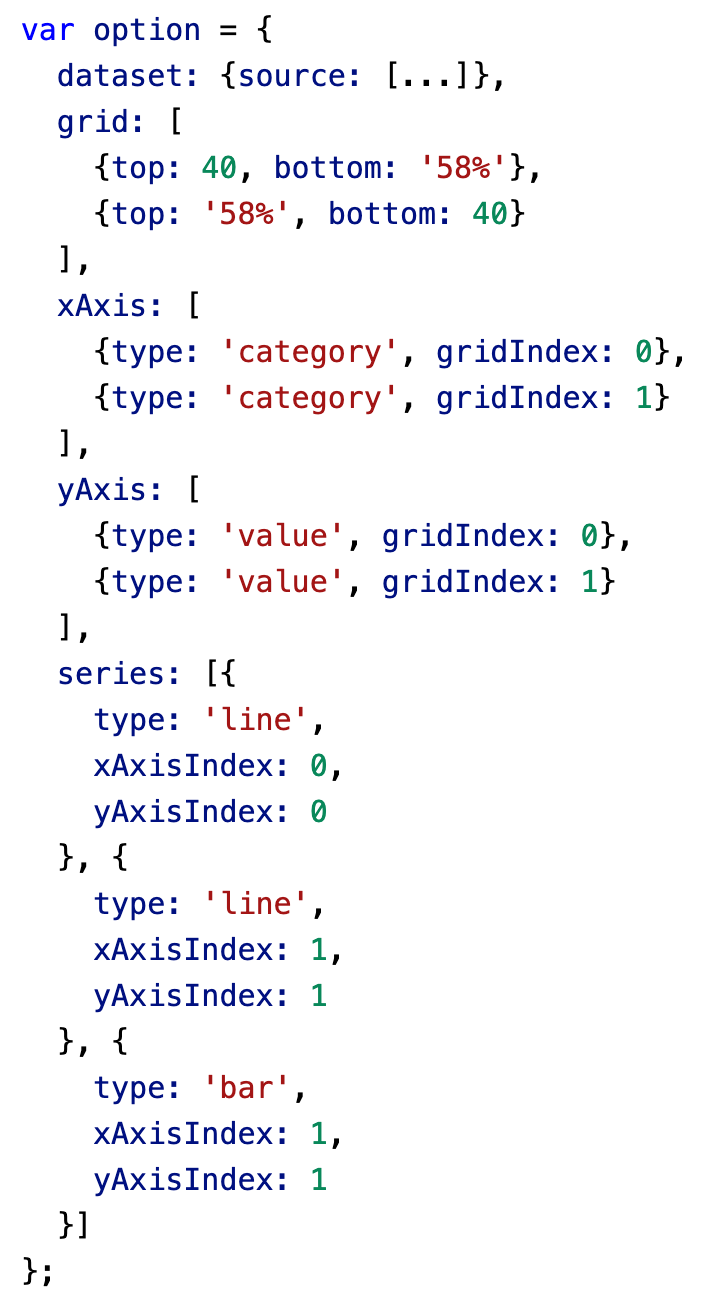 var option = {
  dataset: {source: [...]},
  grid: [
    {top: 40, bottom: '58%'},
    {top: '58%', bottom: 40}
  ],
  xAxis: [
    {type: 'category', gridIndex: 0},
    {type: 'category', gridIndex: 1}
  ],
  yAxis: [
    {type: 'value', gridIndex: 0},
    {type: 'value', gridIndex: 1}
  ],
  series: [{
    type: 'line',
    xAxisIndex: 0,
    yAxisIndex: 0
  }, {
    type: 'line',
    xAxisIndex: 1,
    yAxisIndex: 1
  }, {
    type: 'bar',
    xAxisIndex: 1,
    yAxisIndex: 1
  }]
};